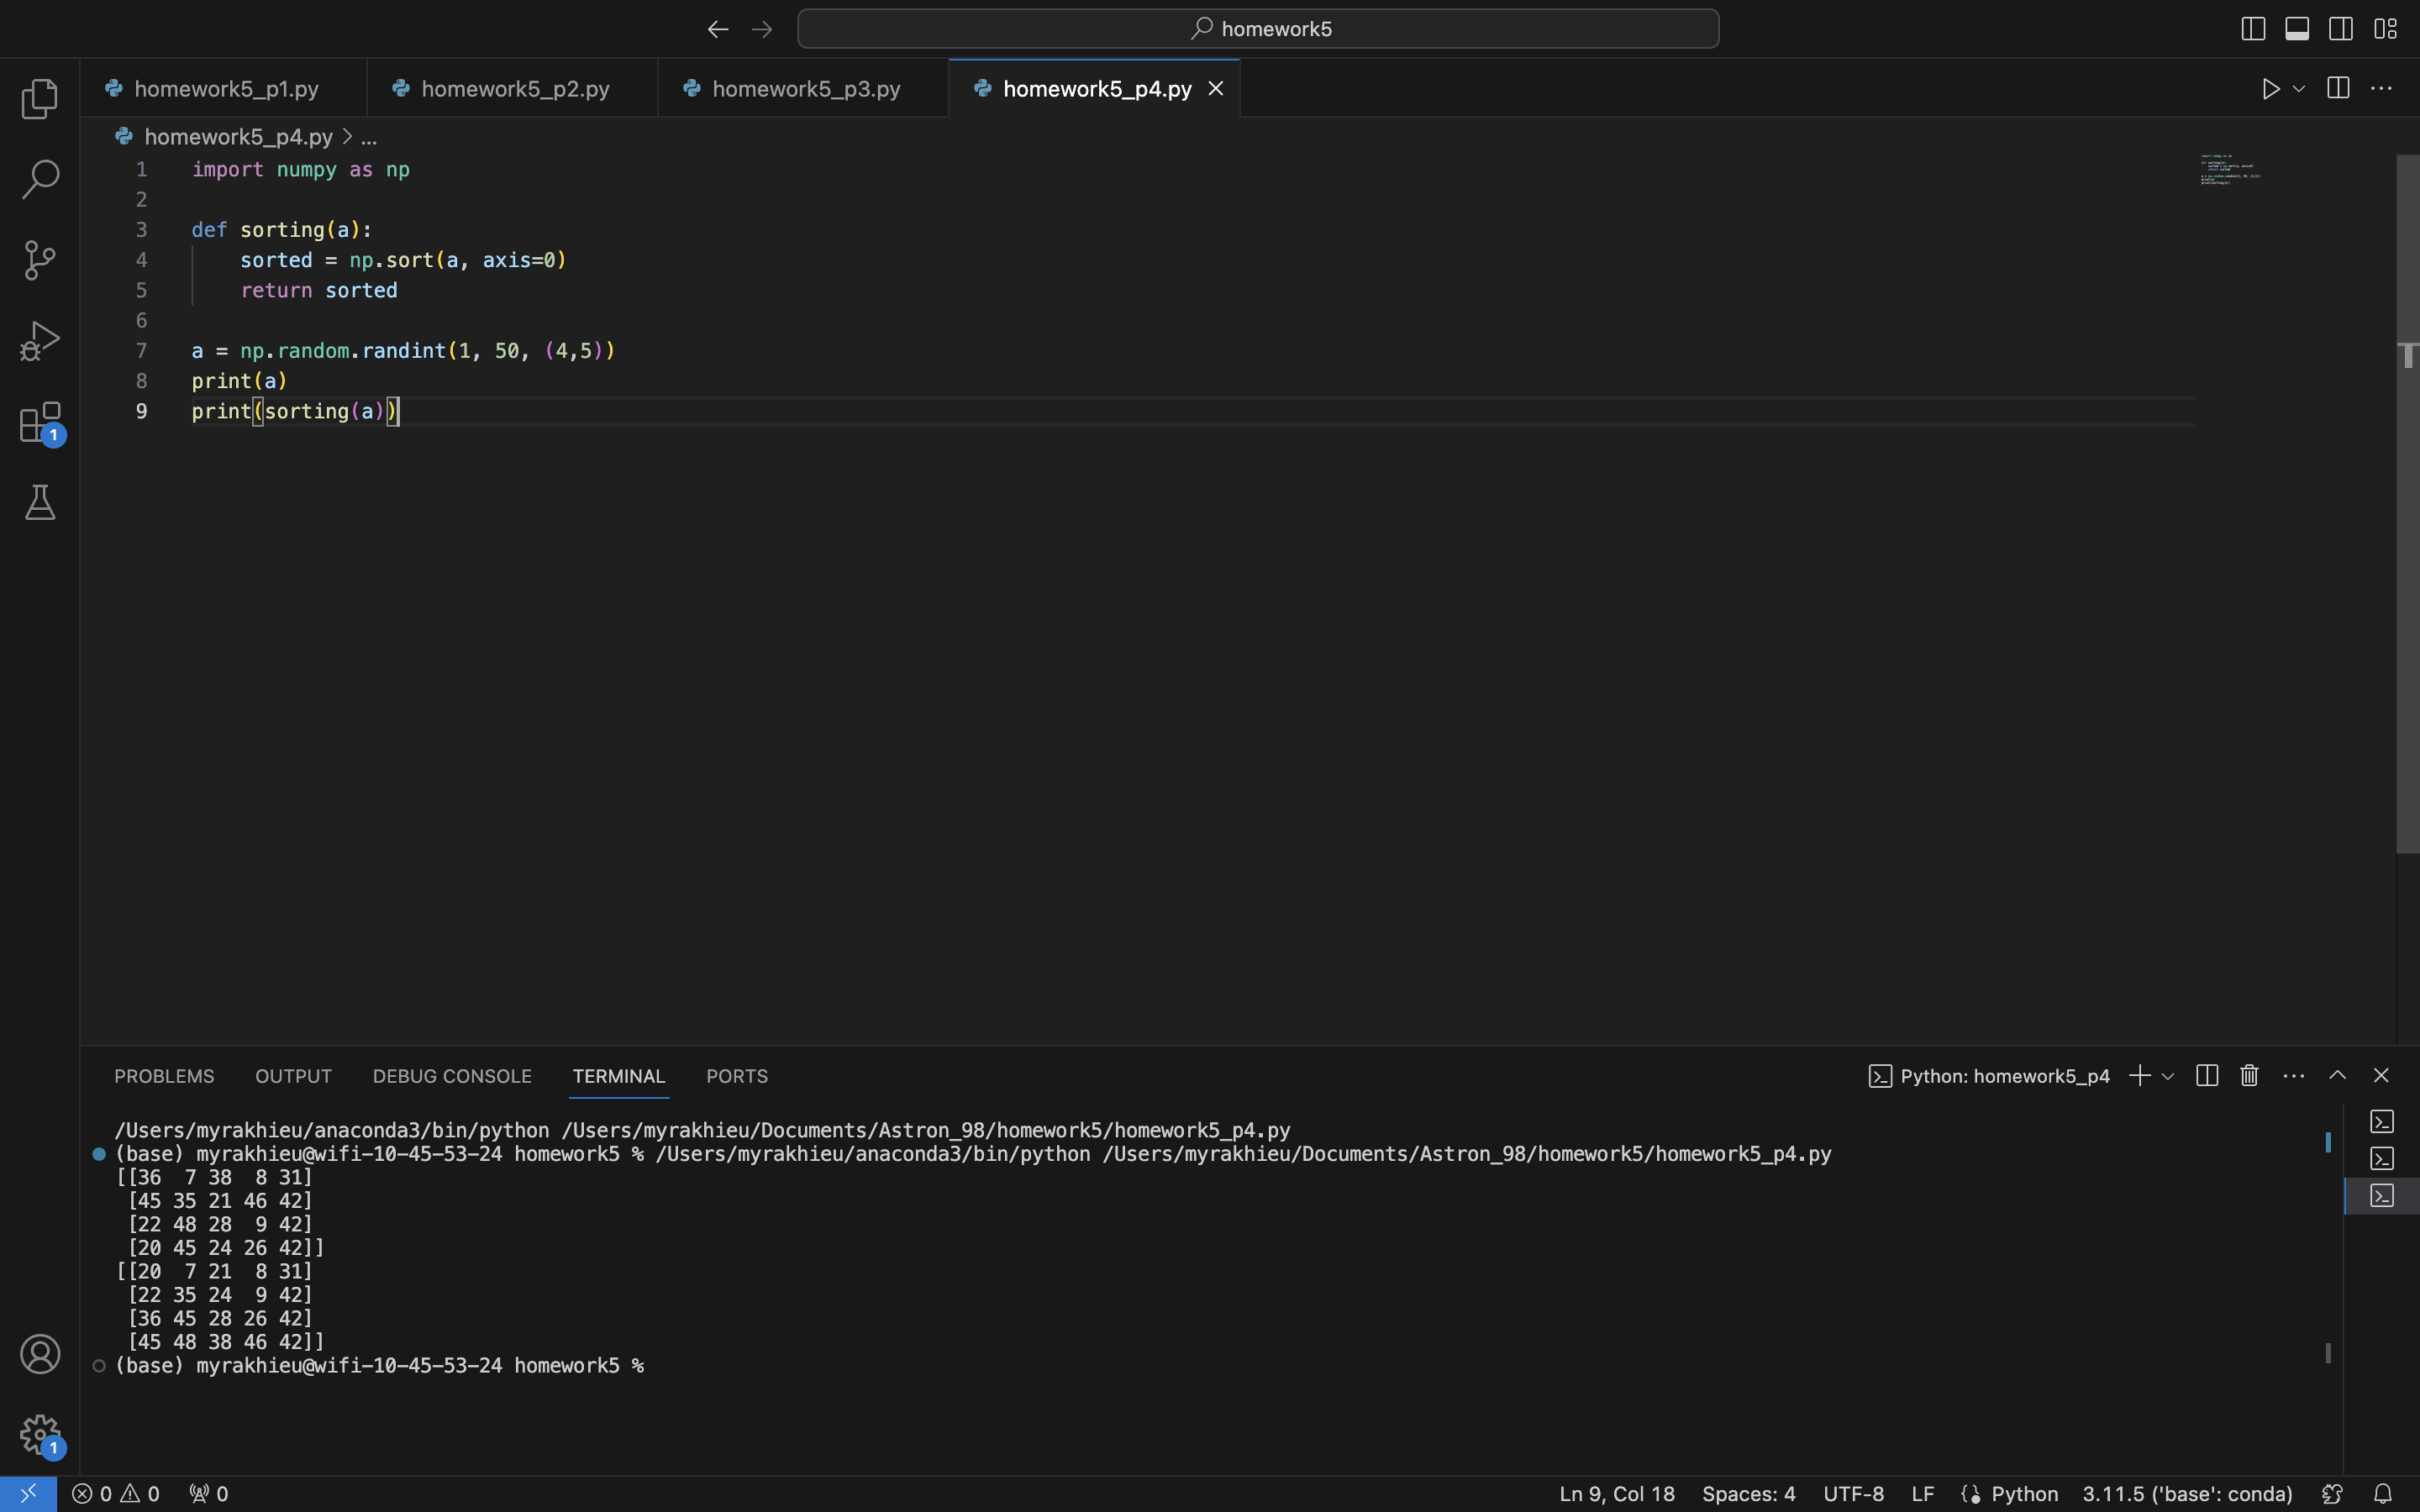 homework5
homework5_p1.py
homework5_p2.py
homework5_p3.py
homework5_p4.py
homework5_p4.py > ...
1 import numpy as np
2
3 def sorting(a):
4     sorted = np.sort(a, axis=0)
5     return sorted
6
7 a = np.random.randint(1, 50, (4,5))
8 print(a)
9 print(sorting(a))
1
1
PROBLEMS OUTPUT DEBUG CONSOLE TERMINAL PORTS
Python: homework5_p4
/Users/myrakhieu/anaconda3/bin/python /Users/myrakhieu/Documents/Astron_98/homework5/homework5_p4.py
(base) myrakhieu@wifi-10-45-53-24 homework5 % /Users/myrakhieu/anaconda3/bin/python /Users/myrakhieu/Documents/Astron_98/homework5/homework5_p4.py
[[36  7 38  8 31]
 [45 35 21 46 42]
 [22 48 28  9 42]
 [20 45 24 26 42]]
[[20  7 21  8 31]
 [22 35 24  9 42]
 [36 45 28 26 42]
 [45 48 38 46 42]]
(base) myrakhieu@wifi-10-45-53-24 homework5 %
0 0 0
Ln 9, Col 18 Spaces: 4 UTF-8 LF Python 3.11.5 ('base': conda)